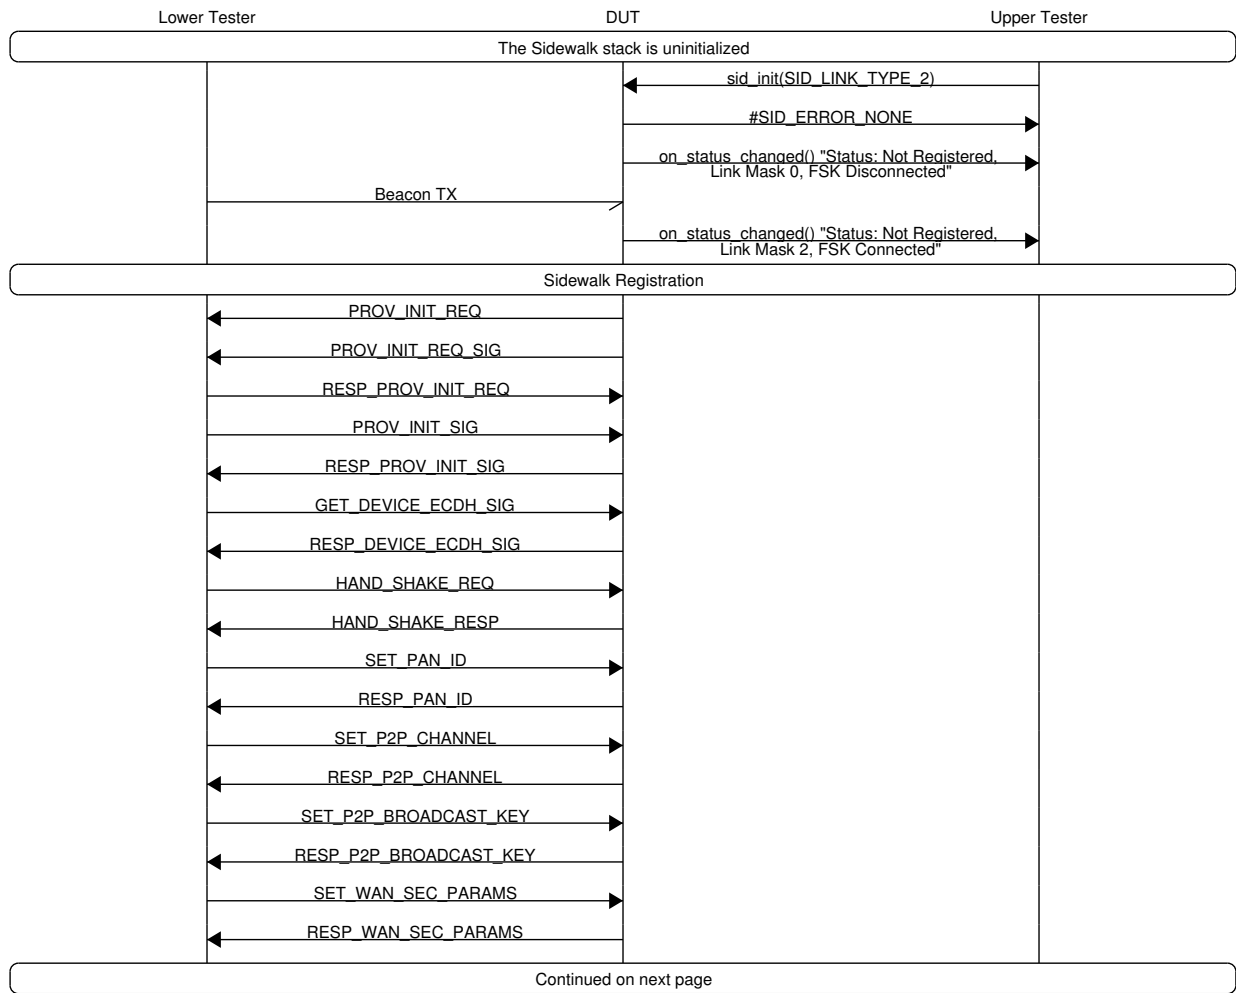 Lower Tester DUT Upper Tester
The Sidewalk stack is uninitialized
sid_init(SID_LINK_TYPE_2)
#SID_ERROR_NONE
on_status_changed() "Status: Not Registered,
Link Mask 0, FSK Disconnected"
Beacon TX
on_status_changed() "Status: Not Registered,
Link Mask 2, FSK Connected"
Sidewalk Registration
PROV_INIT_REQ
PROV_INIT_REQ_SIG
RESP_PROV_INIT_REQ
PROV_INIT_SIG
RESP_PROV_INIT_SIG
GET_DEVICE_ECDH_SIG
RESP_DEVICE_ECDH_SIG
HAND_SHAKE_REQ
HAND_SHAKE_RESP
SET_PAN_ID
RESP_PAN_ID
SET_P2P_CHANNEL
RESP_P2P_CHANNEL
SET_P2P_BROADCAST_KEY
RESP_P2P_BROADCAST_KEY
SET_WAN_SEC_PARAMS
RESP_WAN_SEC_PARAMS
Continued on next page